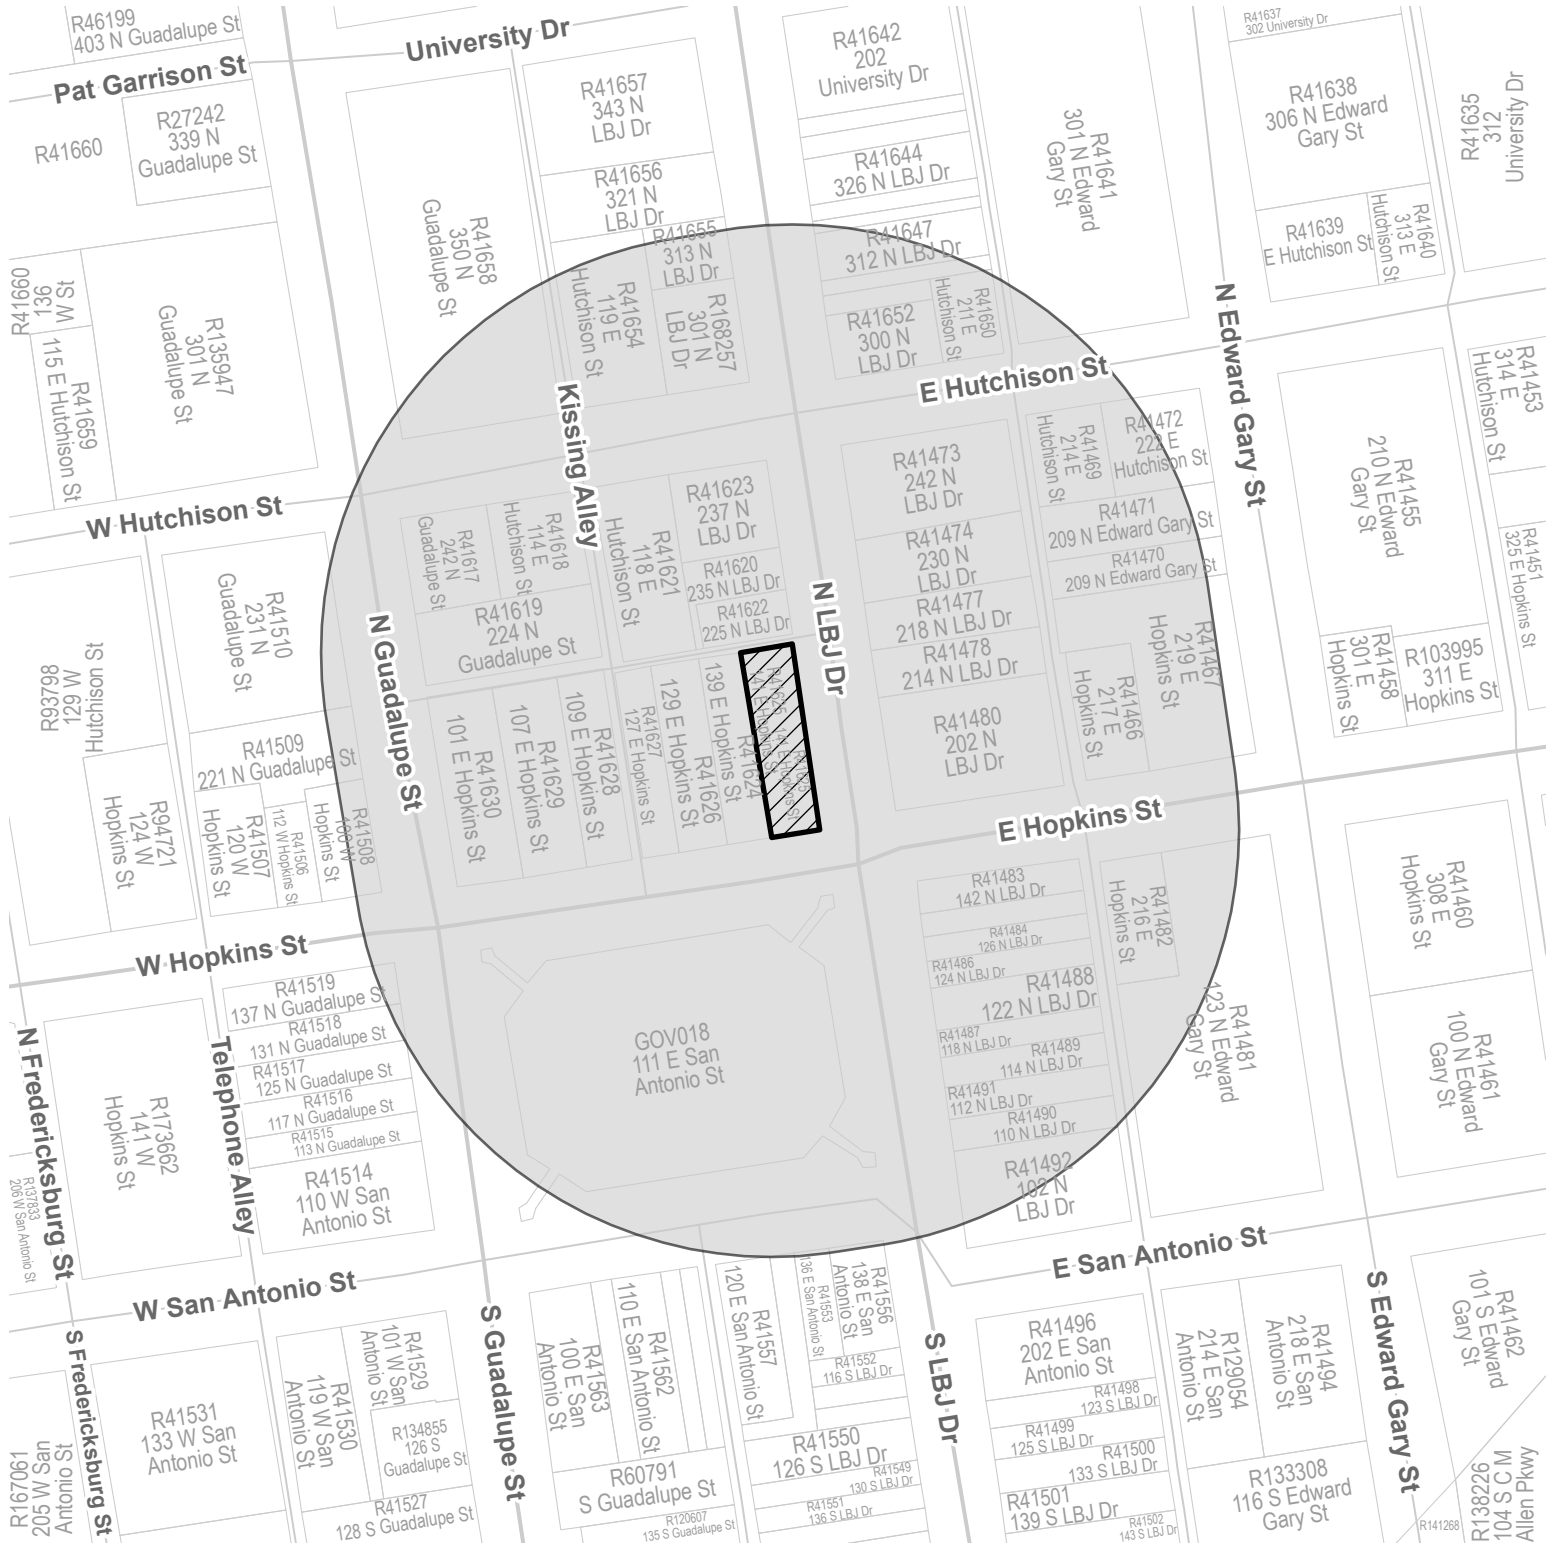 R46199
403 N Guadalupe St
University Dr
Pat Garrison St
R41660
R27242
339 N
Guadalupe St
R41657
343 N
LBJ Dr
R41642
202
University Dr
R41637
302 University Dr
R41638
306 N Edward
Gary St
R41635
312
University Dr
R41656
321 N
LBJ Dr
R41644
326 N LBJ Dr
R41641
301 N Edward
Gary St
R41658
350 N
Guadalupe St
R41655
313 N
LBJ Dr
R41647
312 N LBJ Dr
R41639
E Hutchison St
R41640
313 E
Hutchison St
R41660
136
W St
R135947
301 N
Guadalupe St
R41659
115 E Hutchison St
R41654
119 E
Hutchison St
R168257
301 N
LBJ Dr
R41652
300 N
LBJ Dr
R41650
211 E
Hutchison St
N Edward Gary St
E Hutchison St
Kissing Alley
R41453
314 E
Hutchison St
W Hutchison St
R41473
242 N
LBJ Dr
R41469
214 E
Hutchison St
R41472
222 E
Hutchison St
R41455
210 N Edward
Gary St
R41623
237 N
LBJ Dr
R41617
242 N
Guadalupe St
R41618
114 E
Hutchison St
R41621
118 E
Hutchison St
R41620
235 N LBJ Dr
R41622
225 N LBJ Dr
R41471
209 N Edward Gary St
R41470
209 N Edward Gary St
R41474
230 N
LBJ Dr
R41451
325 E Hopkins St
R41510
231 N
Guadalupe St
R41619
224 N
Guadalupe St
N Guadalupe St
N LBJ Dr
R41477
218 N LBJ Dr
R41478
214 N LBJ Dr
R41467
219 E
Hopkins St
R41466
217 E
Hopkins St
R41458
301 E
Hopkins St
R103995
311 E
Hopkins St
R93798
129 W
Hutchison St
R41509
221 N Guadalupe St
R41630
101 E Hopkins St
R41629
107 E Hopkins St
R41628
109 E Hopkins St
R41627
127 E Hopkins St
R41626
129 E Hopkins St
R41624
139 E Hopkins St
R41480
202 N
LBJ Dr
R94721
124 W
Hopkins St
R41507
120 W
Hopkins St
R41506
112 W Hopkins St
R41508
100 W
Hopkins St
E Hopkins St
W Hopkins St
R41483
142 N LBJ Dr
R41484
126 N LBJ Dr
R41486
124 N LBJ Dr
R41488
122 N LBJ Dr
R41487
118 N LBJ Dr
R41489
114 N LBJ Dr
R41491
112 N LBJ Dr
R41490
110 N LBJ Dr
R41492
102 N
LBJ Dr
R41482
216 E
Hopkins St
R41481
123 N Edward
Gary St
R41460
308 E
Hopkins St
R41461
100 N Edward
Gary St
GOV018
111 E San
Antonio St
R41519
137 N Guadalupe St
R41518
131 N Guadalupe St
R41517
125 N Guadalupe St
R41516
117 N Guadalupe St
R41515
113 N Guadalupe St
R41514
110 W San
Antonio St
N Fredericksburg St
Telephone Alley
R173662
141 W
Hopkins St
R137833
206 W San Antonio St
W San Antonio St
E San Antonio St
S Fredericksburg St
S Guadalupe St
S LBJ Dr
S Edward Gary St
R41531
133 W San
Antonio St
R167061
205 W San
Antonio St
R41530
119 W San
Antonio St
R41529
101 W San
Antonio St
R134855
126 S
Guadalupe St
R41527
128 S Guadalupe St
R41563
100 E San
Antonio St
R41562
110 E San Antonio St
R60791
S Guadalupe St
R120607
135 S Guadalupe St
R41557
120 E San Antonio St
R41553
136 E San Antonio St
R41556
138 E San
Antonio St
R41552
116 S LBJ Dr
R41550
126 S LBJ Dr
R41549
130 S LBJ Dr
R41551
136 S LBJ Dr
R41496
202 E San
Antonio St
R41498
123 S LBJ Dr
R41499
125 S LBJ Dr
R41500
133 S LBJ Dr
R41501
139 S LBJ Dr
R41502
143 S LBJ Dr
R129054
214 E San
Antonio St
R41494
218 E San
Antonio St
R133308
116 S Edward
Gary St
R41462
101 S Edward
Gary St
R141268
R138226
104 S C M
Allen Pkwy